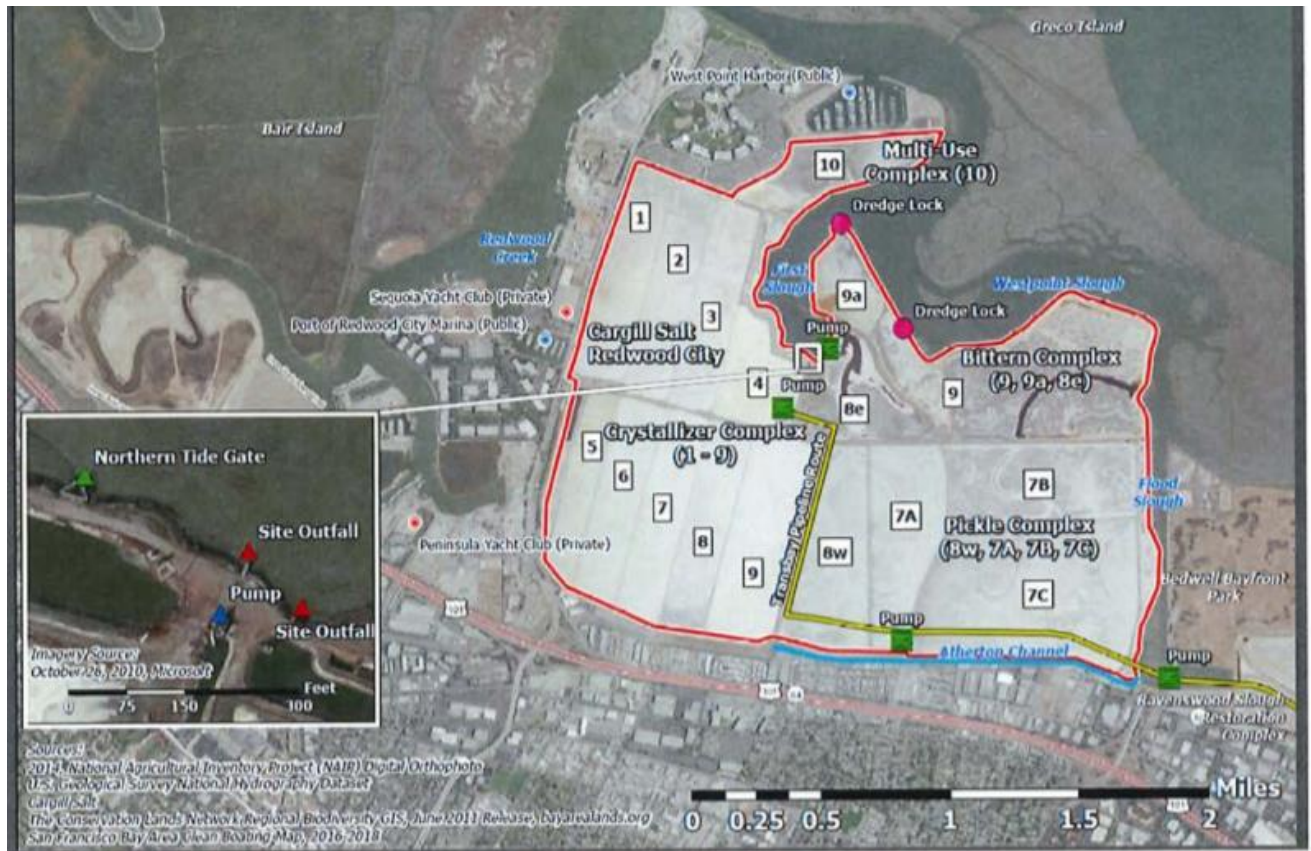 Greco Island
Bair Island
West Point Harbor (Public)
10
Multi-Use
Complex (10)
Dredge Lock
1
2
3
Redwood
Creek
First
Slough
Westpoint Slough
9a
Dredge Lock
Sequoia Yacht Club (Private)
Port of Redwood City Marina (Public)
Cargill Salt
Redwood City
Pump
Bittern Complex
(9, 9a, 8e)
4
Pump
8e
9
Crystallizer Complex
(1 - 9)
5
6
7
8
9
Transbay Pipeline Route
7A
7B
Flood
Slough
Pickle Complex
(8w, 7A, 7B, 7C)
8w
7C
Peninsula Yacht Club (Private)
Bedwell Bayfront
Park
101
Pump
Atherton Channel
Pump
Ravenswood Slough
Restoration
Complex
101
84
101
Northern Tide Gate
Site Outfall
Pump
Site Outfall
Imagery Source:
October 26, 2010, Microsoft
Feet
0 75 150 300
Sources:
2014, National Agricultural Inventory Project (NAIP) Digital Orthophoto
U.S. Geological Survey National Hydrography Dataset
Cargill Salt
The Conservation Lands Network Regional Biodiversity GIS, June 2011 Release, bayarealands.org
San Francisco Bay Area Clean Boating Map, 2016-2018
Miles
0 0.25 0.5 1 1.5 2